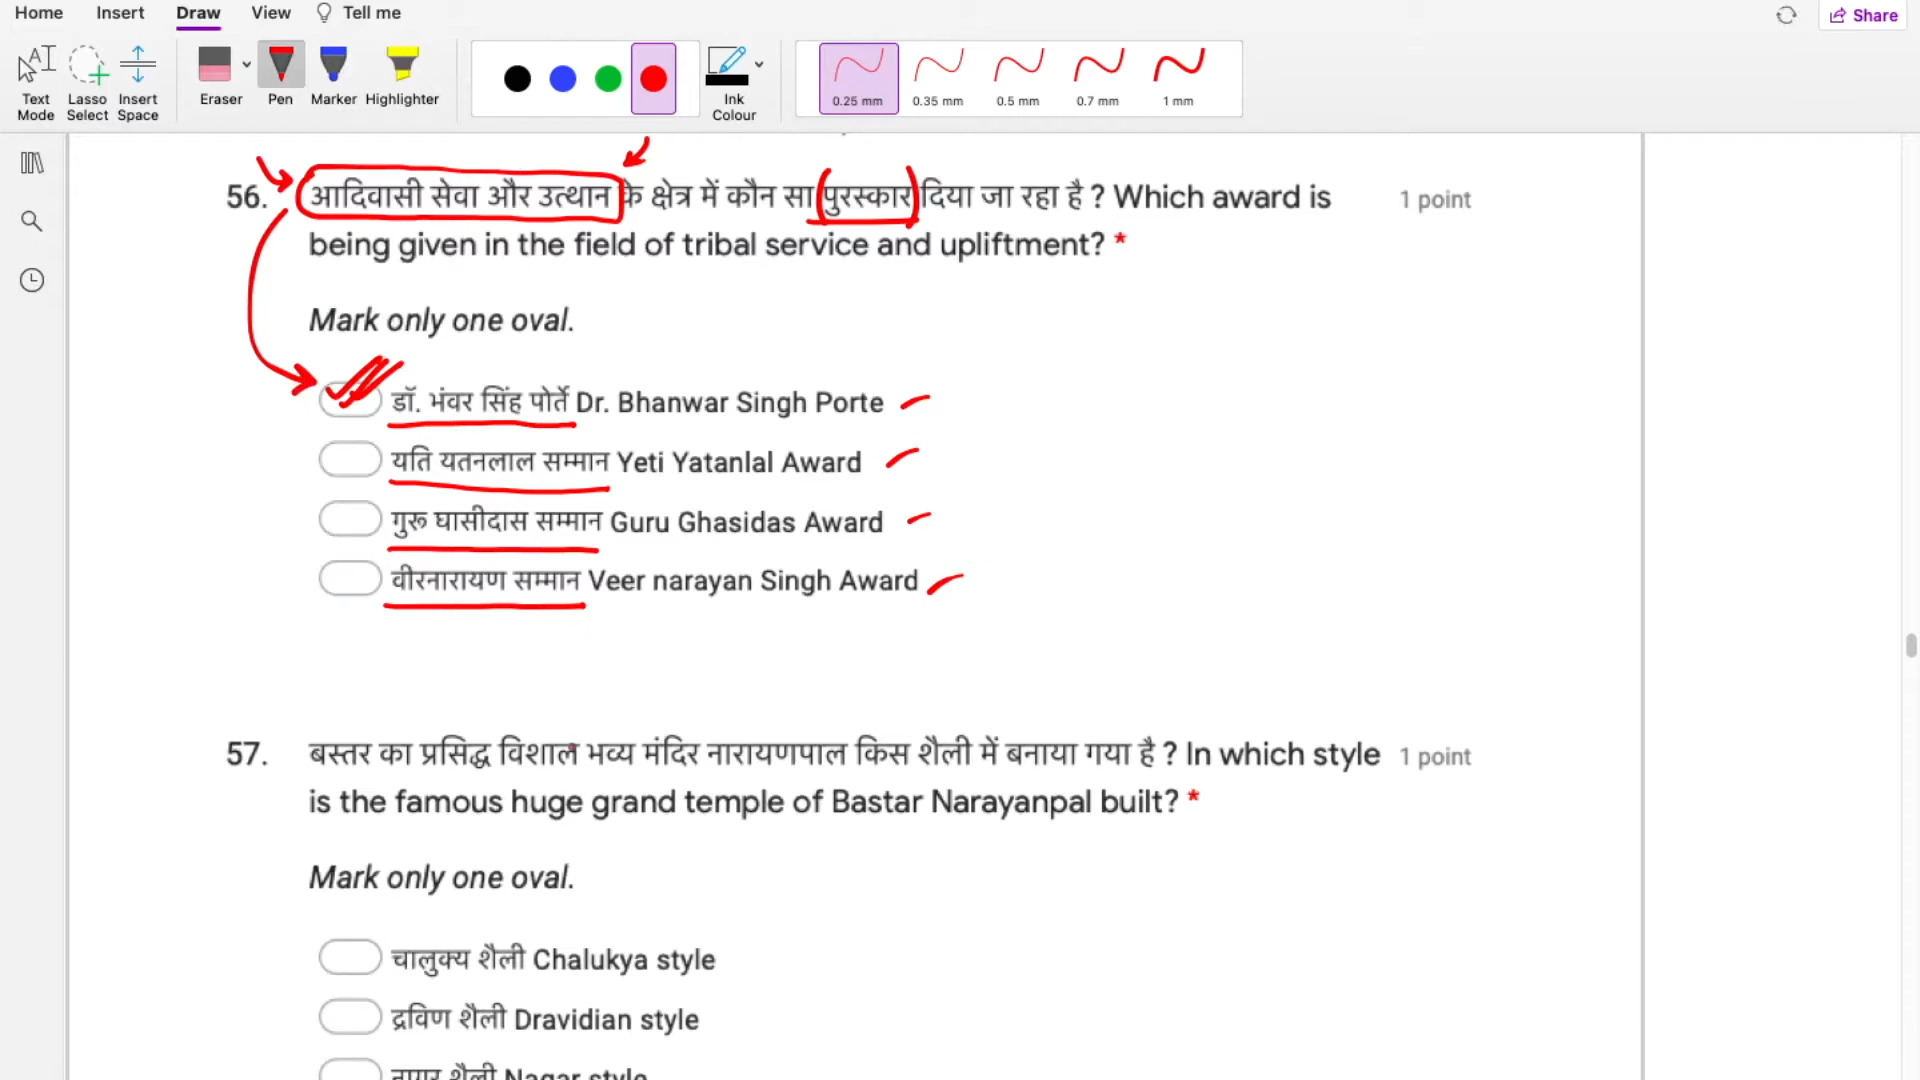 Home Insert Draw View Tell me Share
Text Mode
Lasso Select
Insert Space
Eraser
Pen
Marker
Highlighter
Ink Colour
0.25 mm 0.35 mm 0.5 mm 0.7 mm 1 mm
56. आदिवासी सेवा और उत्थान के क्षेत्र में कौन सा पुरस्कार दिया जा रहा है ? Which award is 1 point
being given in the field of tribal service and upliftment? *
Mark only one oval.
डॉ. भंवर सिंह पोर्ते Dr. Bhanwar Singh Porte
यति यतनलाल सम्मान Yeti Yatanlal Award
गुरू घासीदास सम्मान Guru Ghasidas Award
वीरनारायण सम्मान Veer narayan Singh Award
57. बस्तर का प्रसिद्ध विशाल भव्य मंदिर नारायणपाल किस शैली में बनाया गया है ? In which style 1 point
is the famous huge grand temple of Bastar Narayanpal built? *
Mark only one oval.
चालुक्य शैली Chalukya style
द्रविण शैली Dravidian style
नागर शैली Nagar style